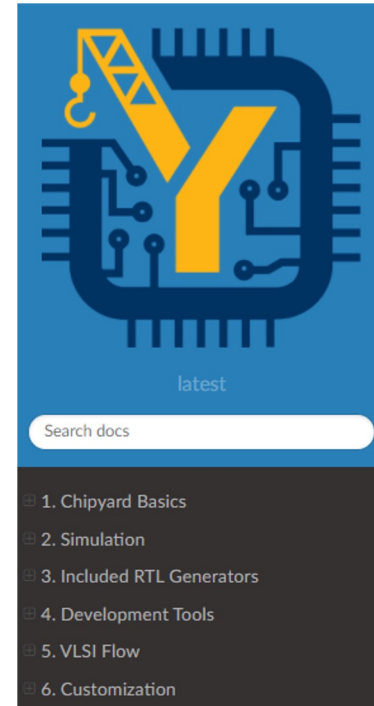 Y
latest
Search docs
1. Chipyard Basics
2. Simulation
3. Included RTL Generators
4. Development Tools
5. VLSI Flow
6. Customization